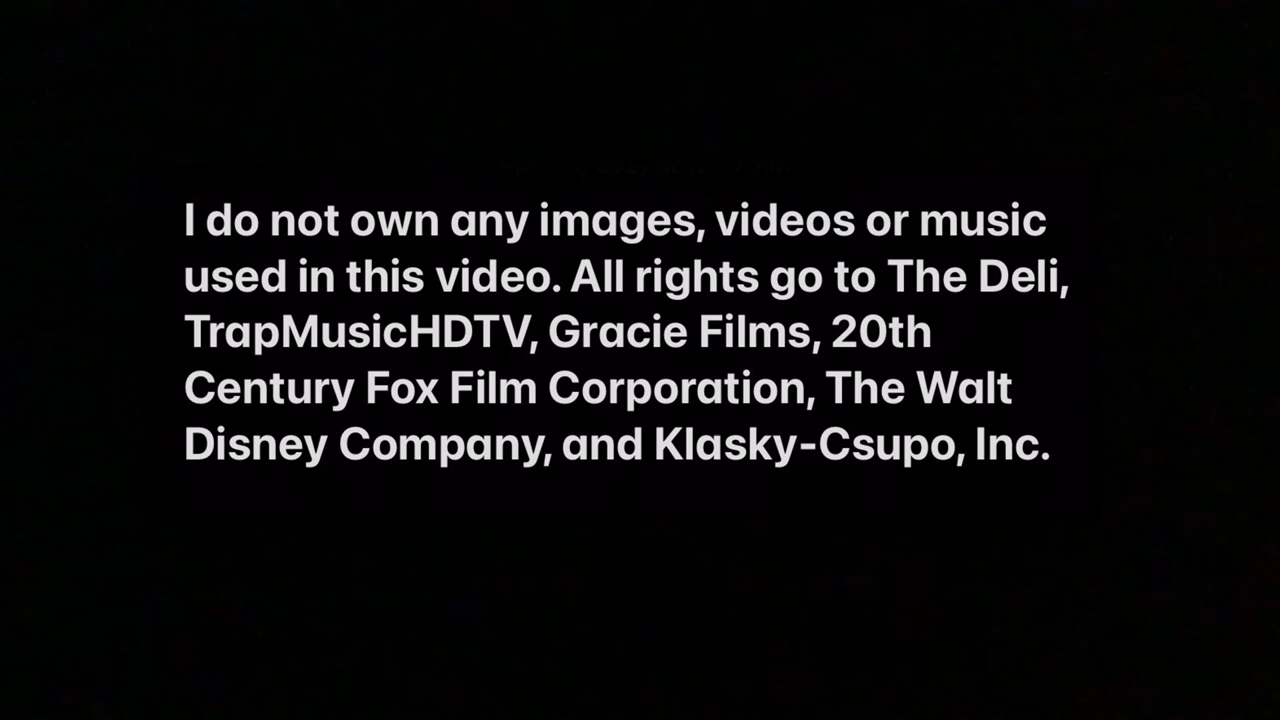 I do not own any images, videos or music
used in this video. All rights go to The Deli,
TrapMusicHDTV, Gracie Films, 20th
Century Fox Film Corporation, The Walt
Disney Company, and Klasky-Csupo, Inc.